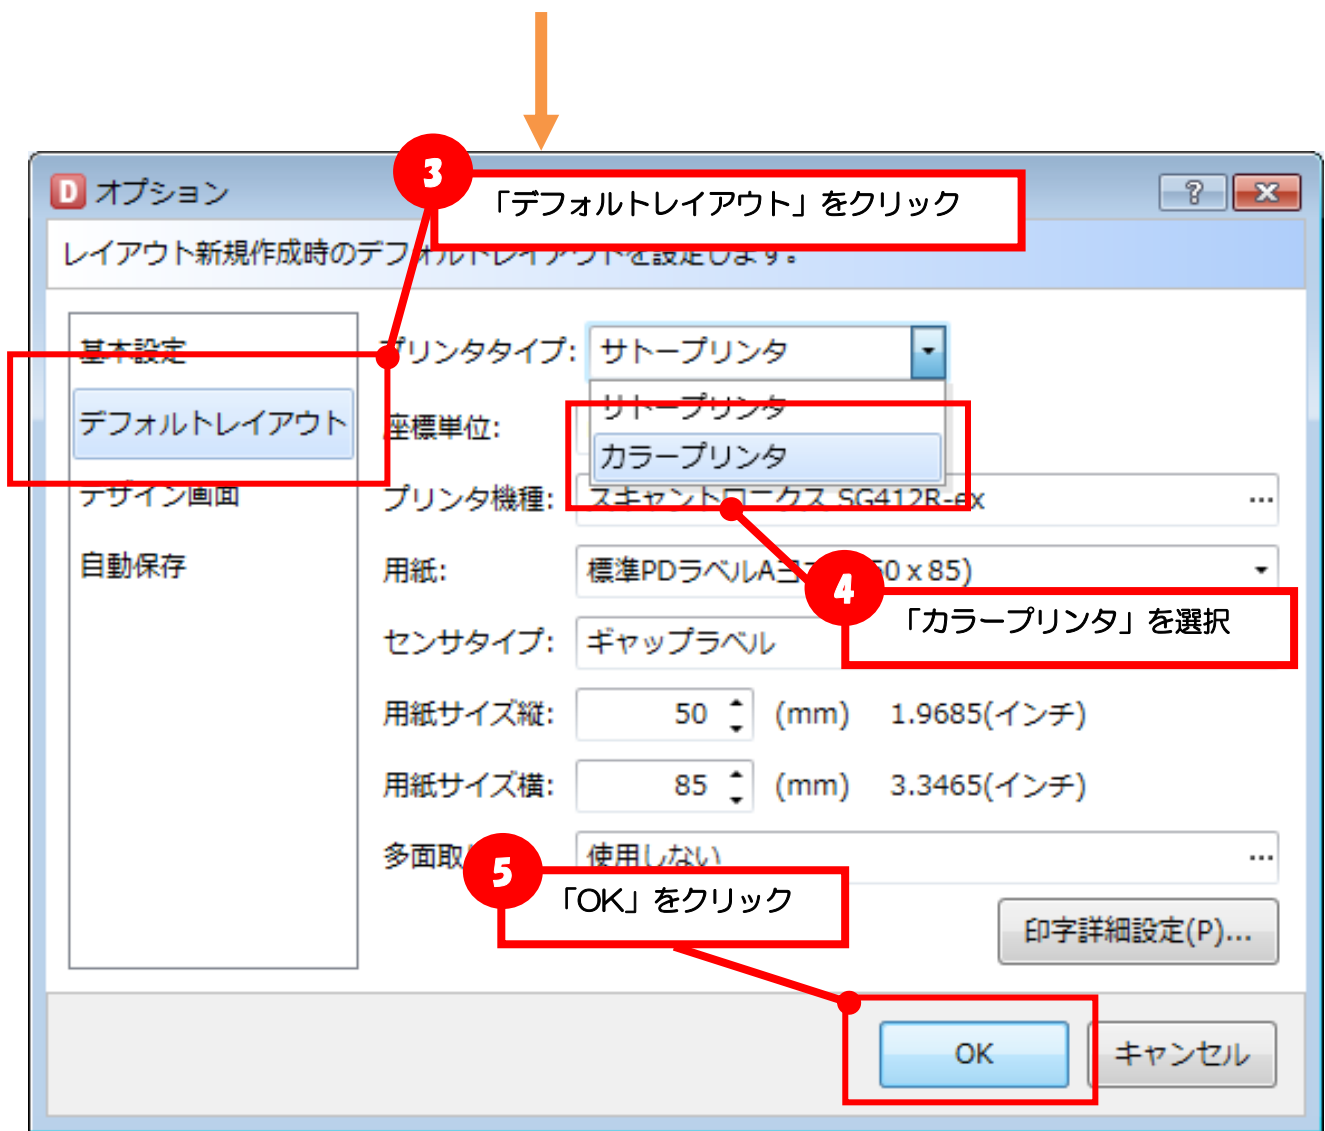 3
「デフォルトレイアウト」をクリック
D オプション
レイアウト新規作成時のデフォルトレイアウトを設定します。
基本設定
デフォルトレイアウト
デザイン画面
自動保存
プリンタタイプ: サトープリンタ
サトープリンタ
カラープリンタ
座標単位:
プリンタ機種: スキャントロニクス SG412R-ex ...
4
「カラープリンタ」を選択
用紙: 標準PDラベルAヨコ 50 x 85)
センサタイプ: ギャップラベル
用紙サイズ縦: 50 (mm) 1.9685(インチ)
用紙サイズ横: 85 (mm) 3.3465(インチ)
多面取 使用しない ...
5
「OK」をクリック
印字詳細設定(P)...
OK
キャンセル